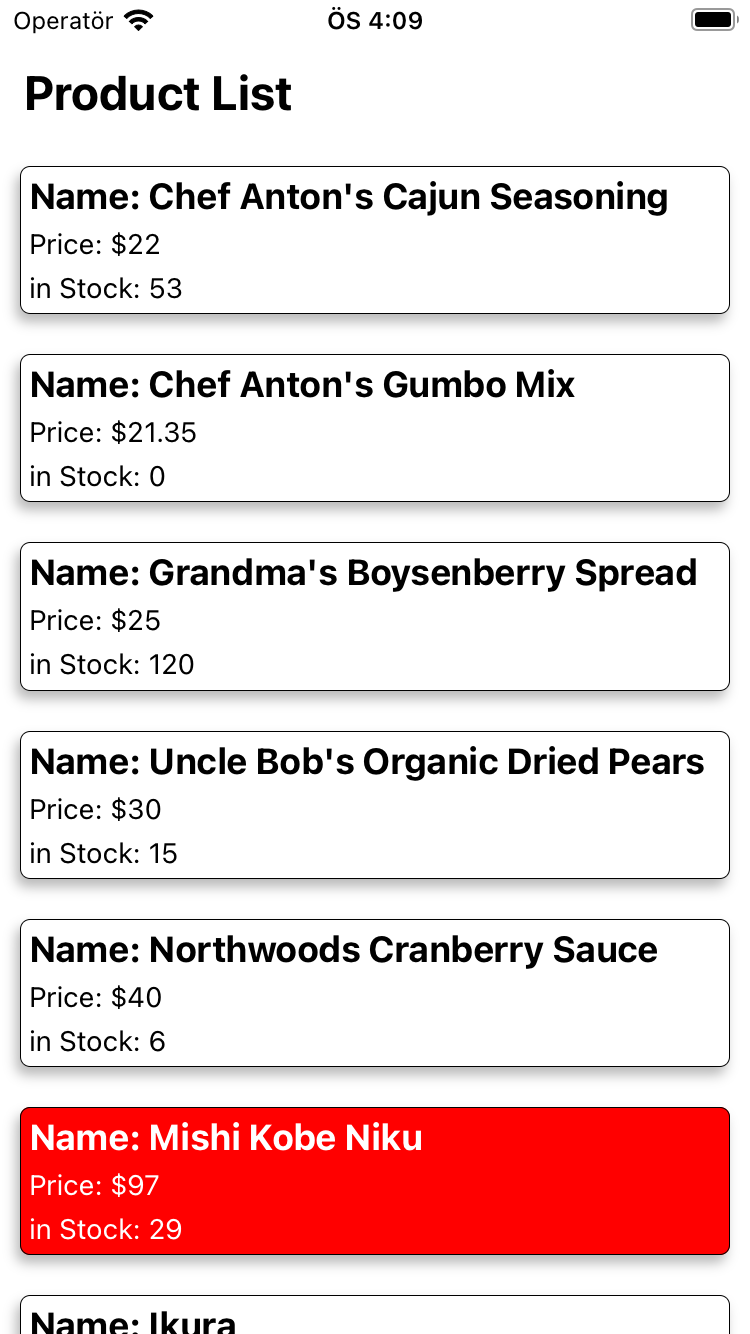 Operatör ÖS 4:09
Product List
Name: Chef Anton's Cajun Seasoning
Price: $22
in Stock: 53
Name: Chef Anton's Gumbo Mix
Price: $21.35
in Stock: 0
Name: Grandma's Boysenberry Spread
Price: $25
in Stock: 120
Name: Uncle Bob's Organic Dried Pears
Price: $30
in Stock: 15
Name: Northwoods Cranberry Sauce
Price: $40
in Stock: 6
Name: Mishi Kobe Niku
Price: $97
in Stock: 29
Name: Ikura